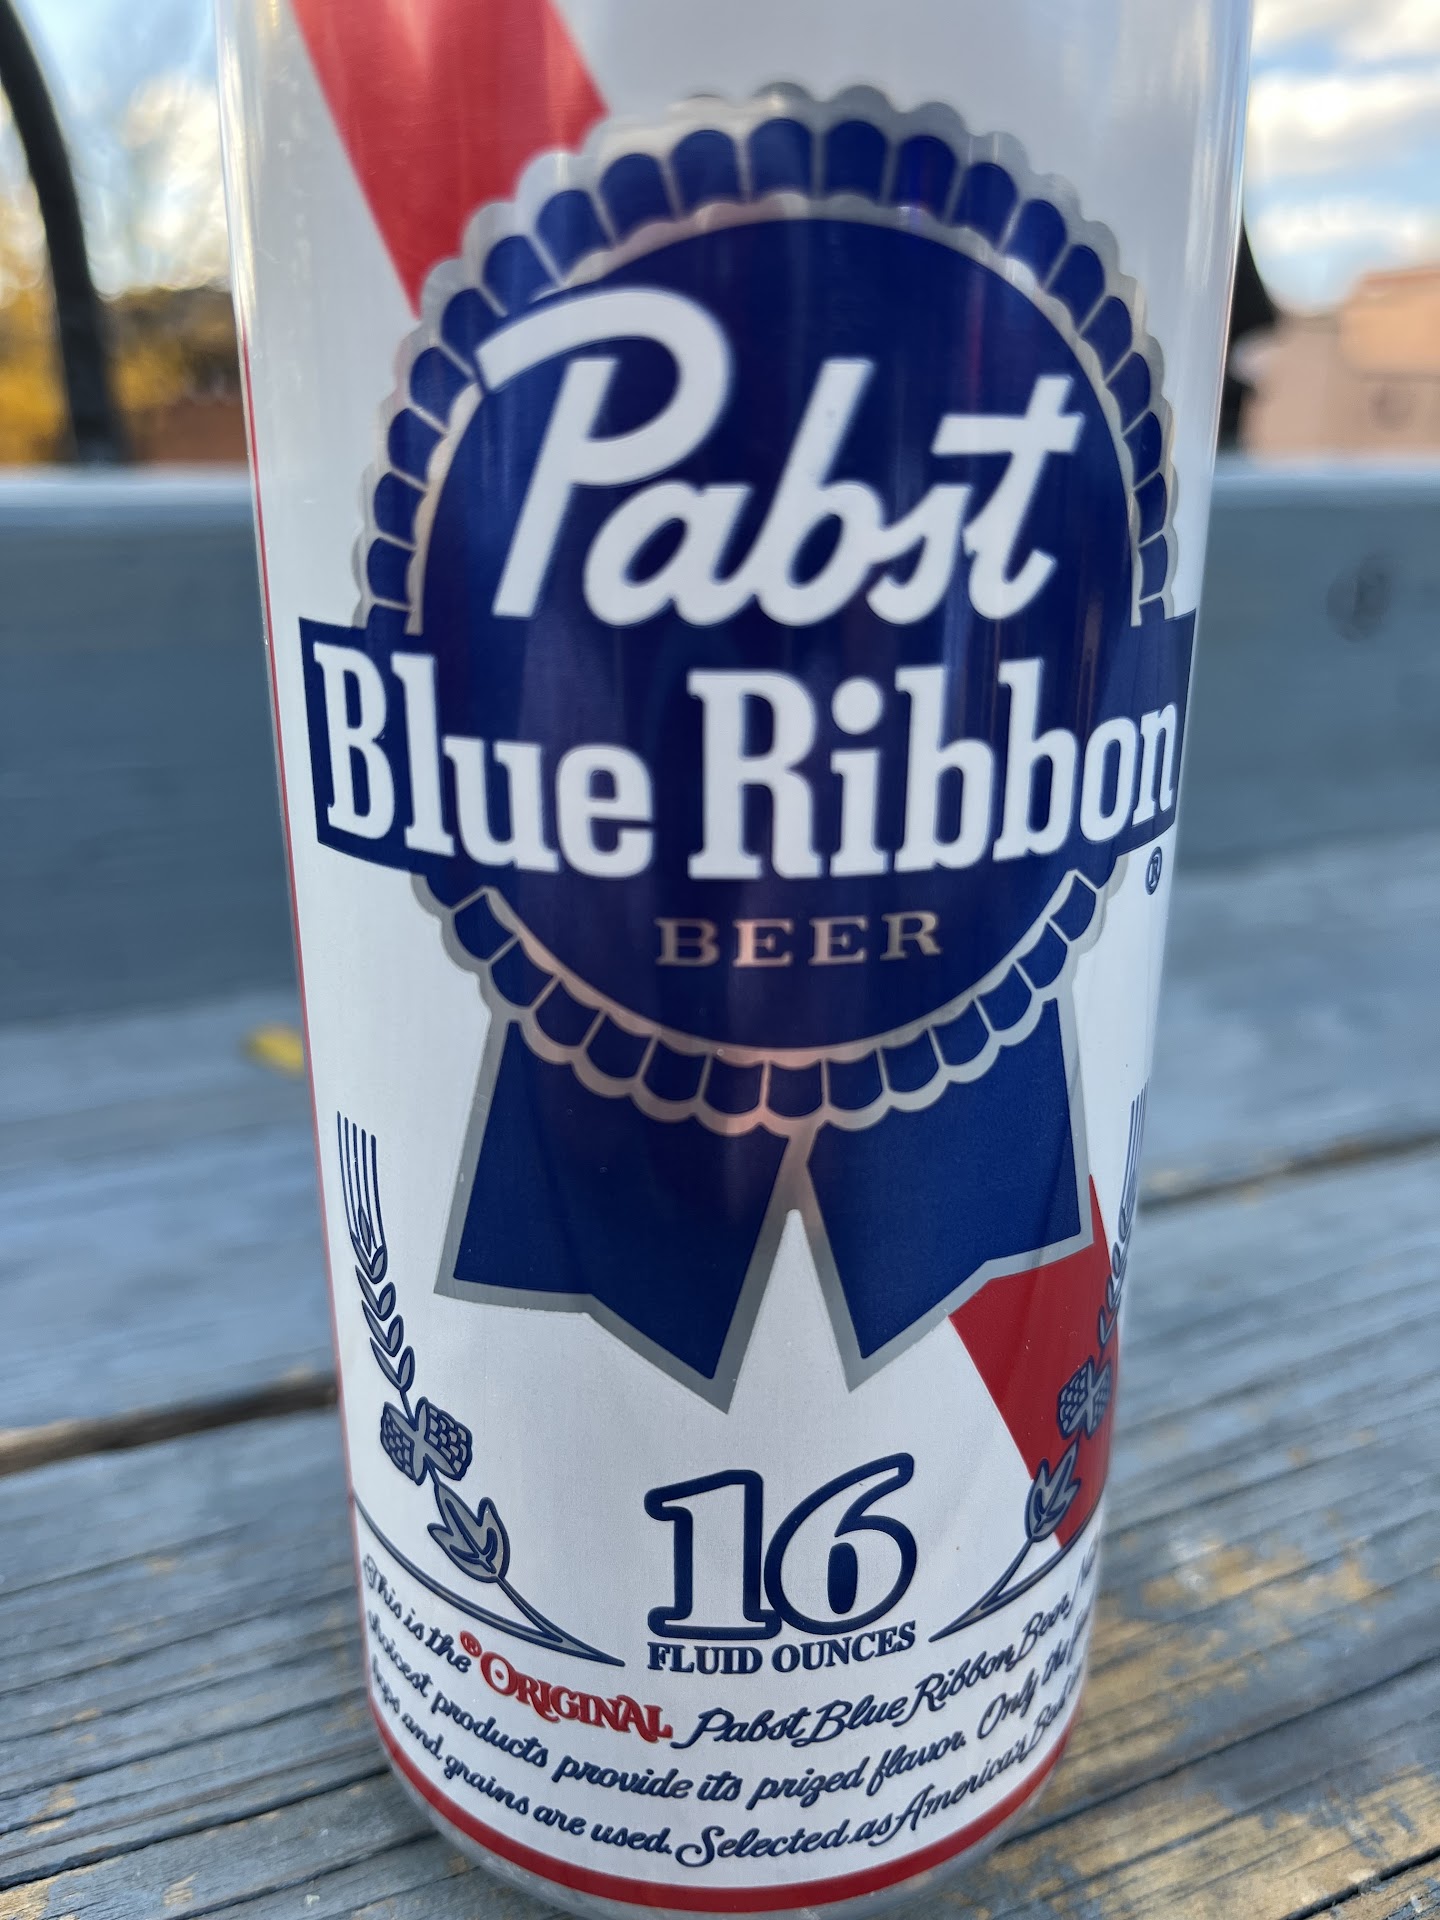 Pabst
Blue Ribbon
®
BEER
16
FLUID OUNCES
This is the ORIGINAL® Pabst Blue Ribbon Beer.
choicest products provide its prized flavor. Only the
hops and grains are used. Selected as America's Best